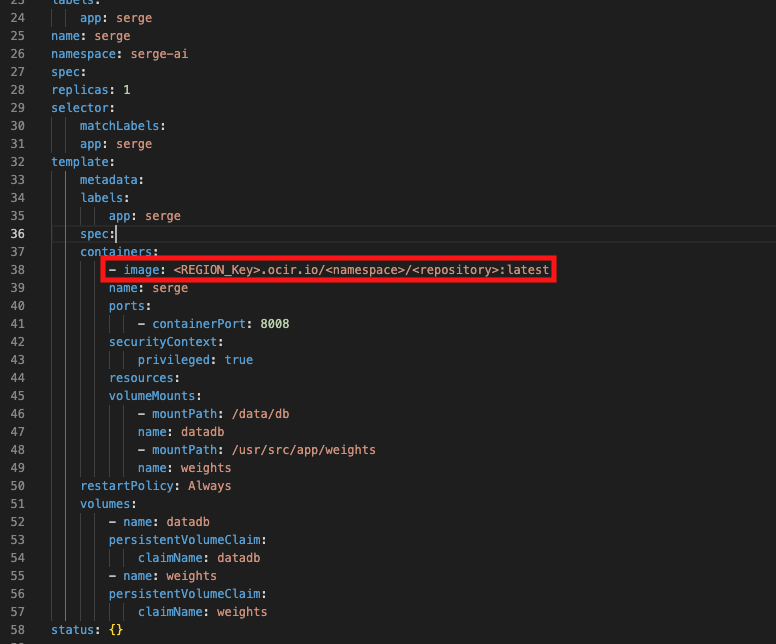 23 labels:
24 app: serge
25 name: serge
26 namespace: serge-ai
27 spec:
28 replicas: 1
29 selector:
30 matchLabels:
31 app: serge
32 template:
33 metadata:
34 labels:
35 app: serge
36 spec:
37 containers:
38 - image: <REGION_Key>.ocir.io/<namespace>/<repository>:latest
39 name: serge
40 ports:
41 - containerPort: 8008
42 securityContext:
43 privileged: true
44 resources:
45 volumeMounts:
46 - mountPath: /data/db
47 name: datadb
48 - mountPath: /usr/src/app/weights
49 name: weights
50 restartPolicy: Always
51 volumes:
52 - name: datadb
53 persistentVolumeClaim:
54 claimName: datadb
55 - name: weights
56 persistentVolumeClaim:
57 claimName: weights
58 status: {}